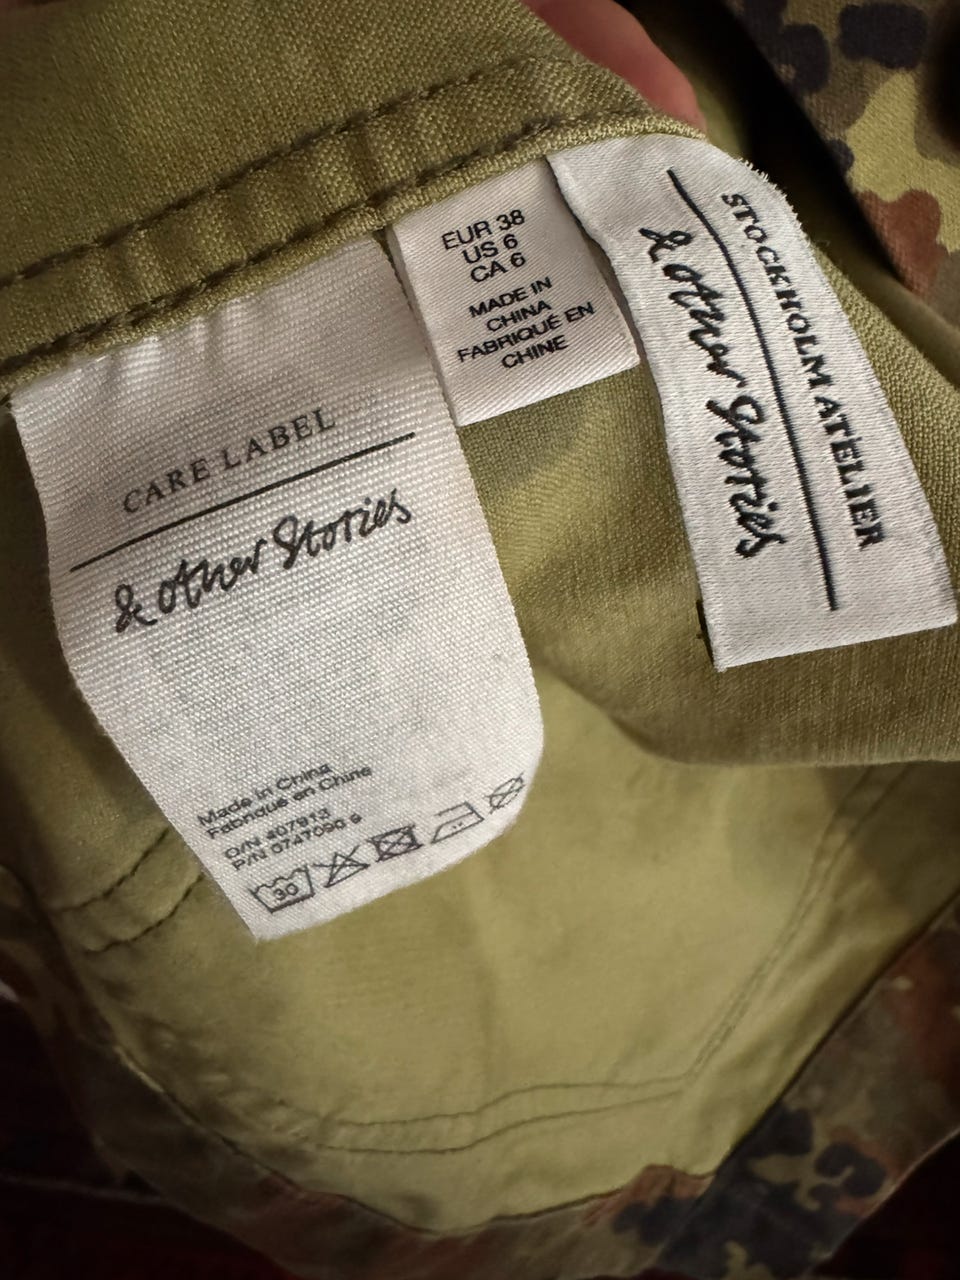 EUR 38
US 6
CA 6
MADE IN
CHINA
FABRIQUÉ EN
CHINE
STOCKHOLM ATELIER
& other Stories
CARE LABEL
& other Stories
Made in China
Fabriqué en Chine
O/N 407913
P/N 0747090 9
30